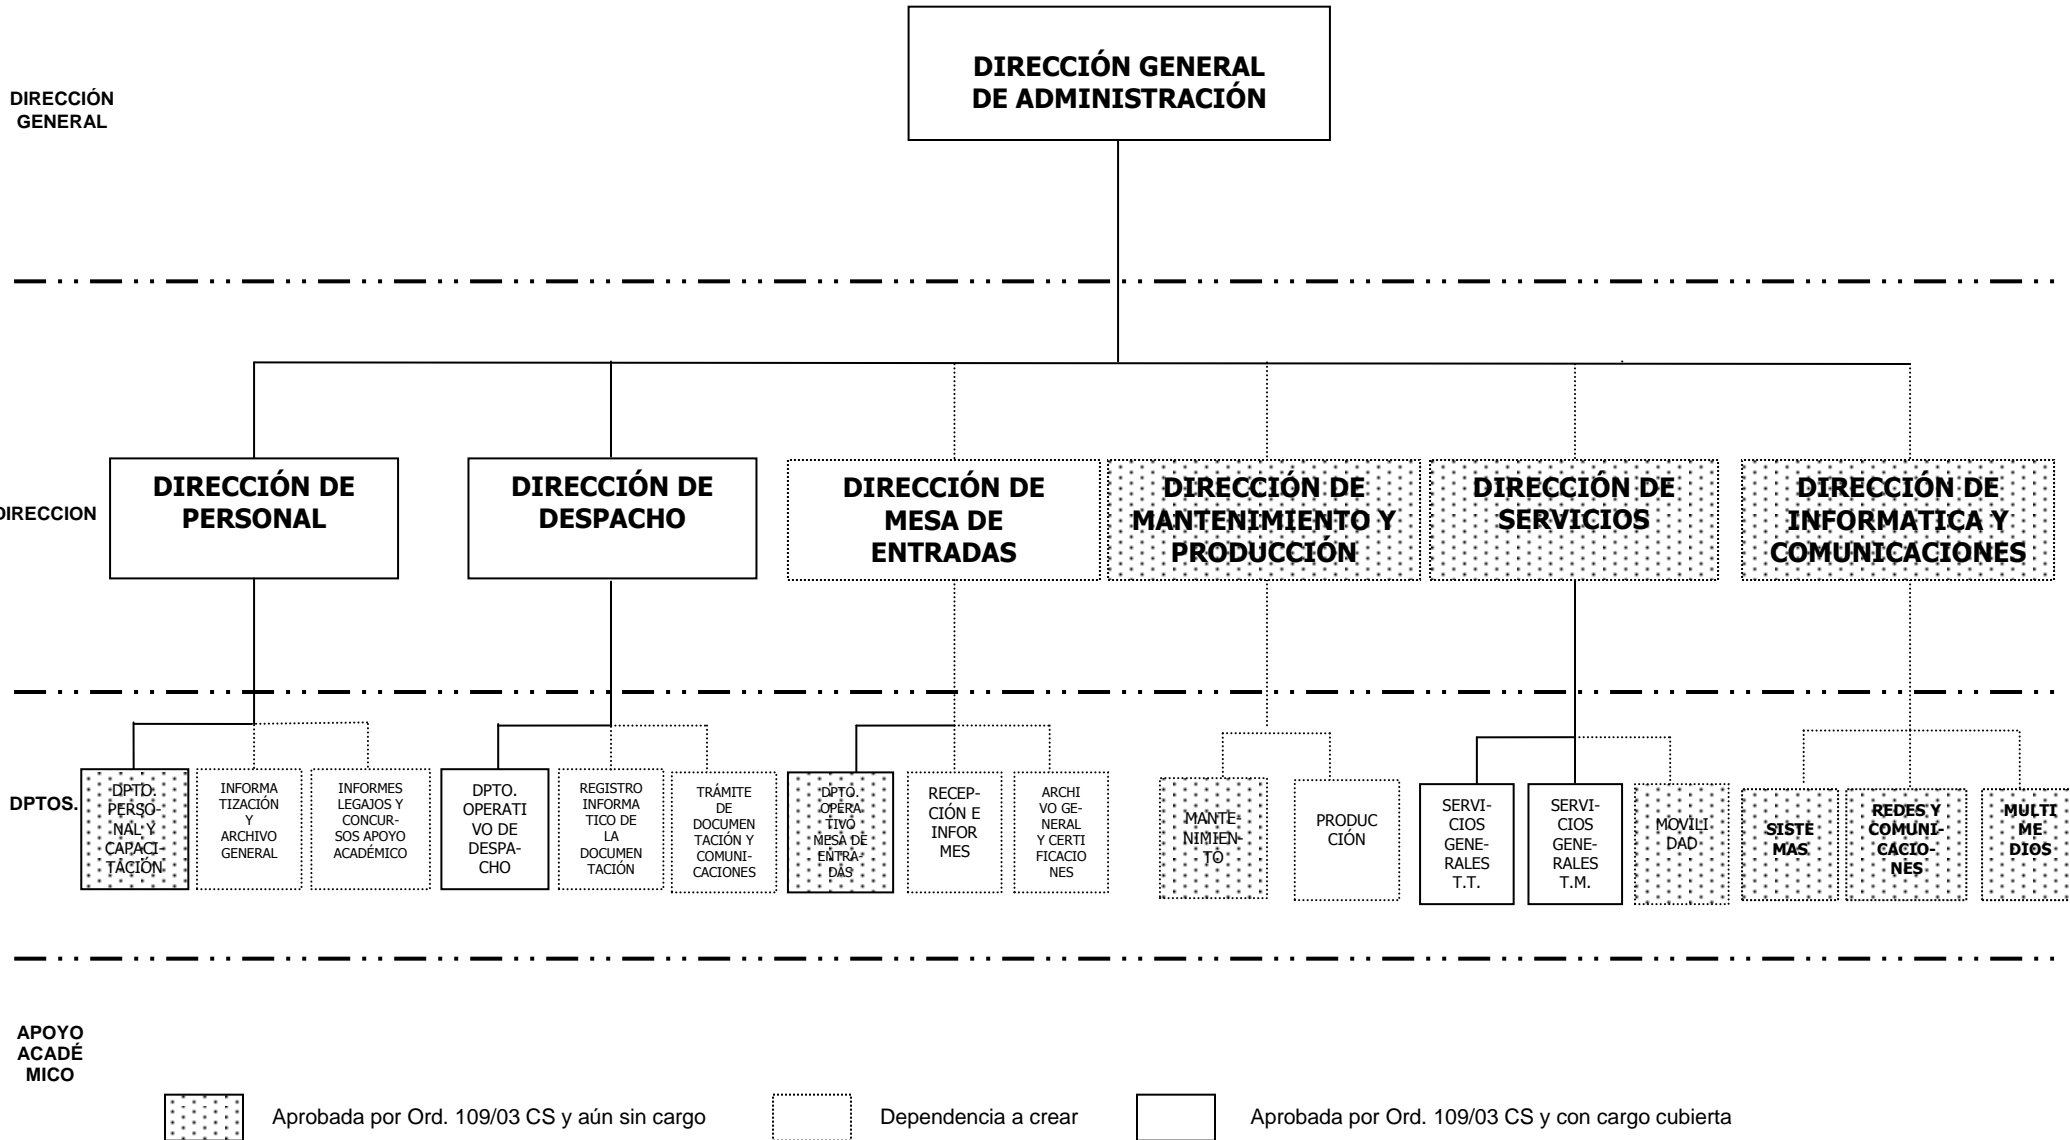 DIRECCIÓN GENERAL
DE ADMINISTRACIÓN
DIRECCIÓN
GENERAL
DIRECCION
DIRECCIÓN DE
PERSONAL
DIRECCIÓN DE
DESPACHO
DIRECCIÓN DE
MESA DE
ENTRADAS
DIRECCIÓN DE
MANTENIMIENTO Y
PRODUCCIÓN
DIRECCIÓN DE
SERVICIOS
DIRECCIÓN DE
INFORMATICA Y
COMUNICACIONES
DPTOS.
DPTO.
PERSO-
NAL Y
CAPACI-
TACIÓN
INFORMA
TIZACIÓN
Y
ARCHIVO
GENERAL
INFORMES
LEGAJOS Y
CONCUR-
SOS APOYO
ACADÉMICO
DPTO.
OPERATI
VO DE
DESPA-
CHO
REGISTRO
INFORMA
TICO DE
LA
DOCUMEN
TACIÓN
TRÁMITE
DE
DOCUMEN
TACIÓN Y
COMUNI-
CACIONES
DPTO.
OPERA
TIVO
MESA DE
ENTRA-
DAS
RECEP-
CIÓN E
INFOR
MES
ARCHI
VO GE-
NERAL
Y CERTI
FICACIO
NES
MANTE-
NIMIEN-
TO
PRODUC
CIÓN
SERVI-
CIOS
GENE-
RALES
T.T.
SERVI-
CIOS
GENE-
RALES
T.M.
MOVILI
DAD
SISTE
MAS
REDES Y
COMUNI-
CACIO-
NES
MULTI
ME
DIOS
APOYO
ACADÉ
MICO
Aprobada por Ord. 109/03 CS y aún sin cargo
Dependencia a crear
Aprobada por Ord. 109/03 CS y con cargo cubierta